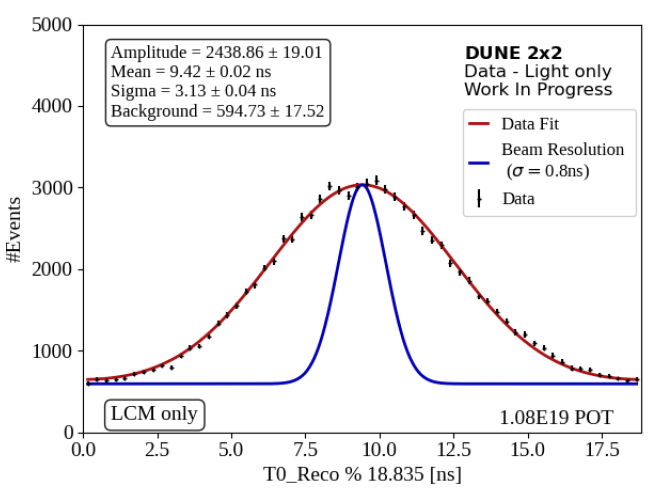 5000
4000
3000
2000
1000
0
#Events
Amplitude = 2438.86 ± 19.01
Mean = 9.42 ± 0.02 ns
Sigma = 3.13 ± 0.04 ns
Background = 594.73 ± 17.52
DUNE 2x2
Data - Light only
Work In Progress
Data Fit
Beam Resolution
(σ = 0.8ns)
Data
LCM only
1.08E19 POT
0.0 2.5 5.0 7.5 10.0 12.5 15.0 17.5
T0_Reco % 18.835 [ns]